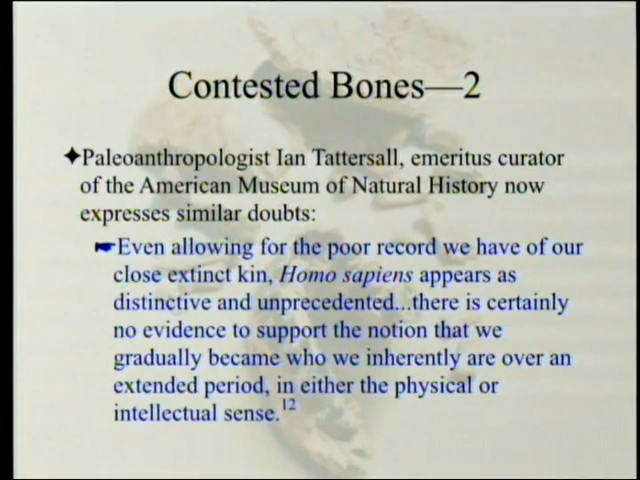 Contested Bones—2
✦Paleoanthropologist Ian Tattersall, emeritus curator
of the American Museum of Natural History now
expresses similar doubts:
☛Even allowing for the poor record we have of our
close extinct kin, Homo sapiens appears as
distinctive and unprecedented...there is certainly
no evidence to support the notion that we
gradually became who we inherently are over an
extended period, in either the physical or
intellectual sense.12